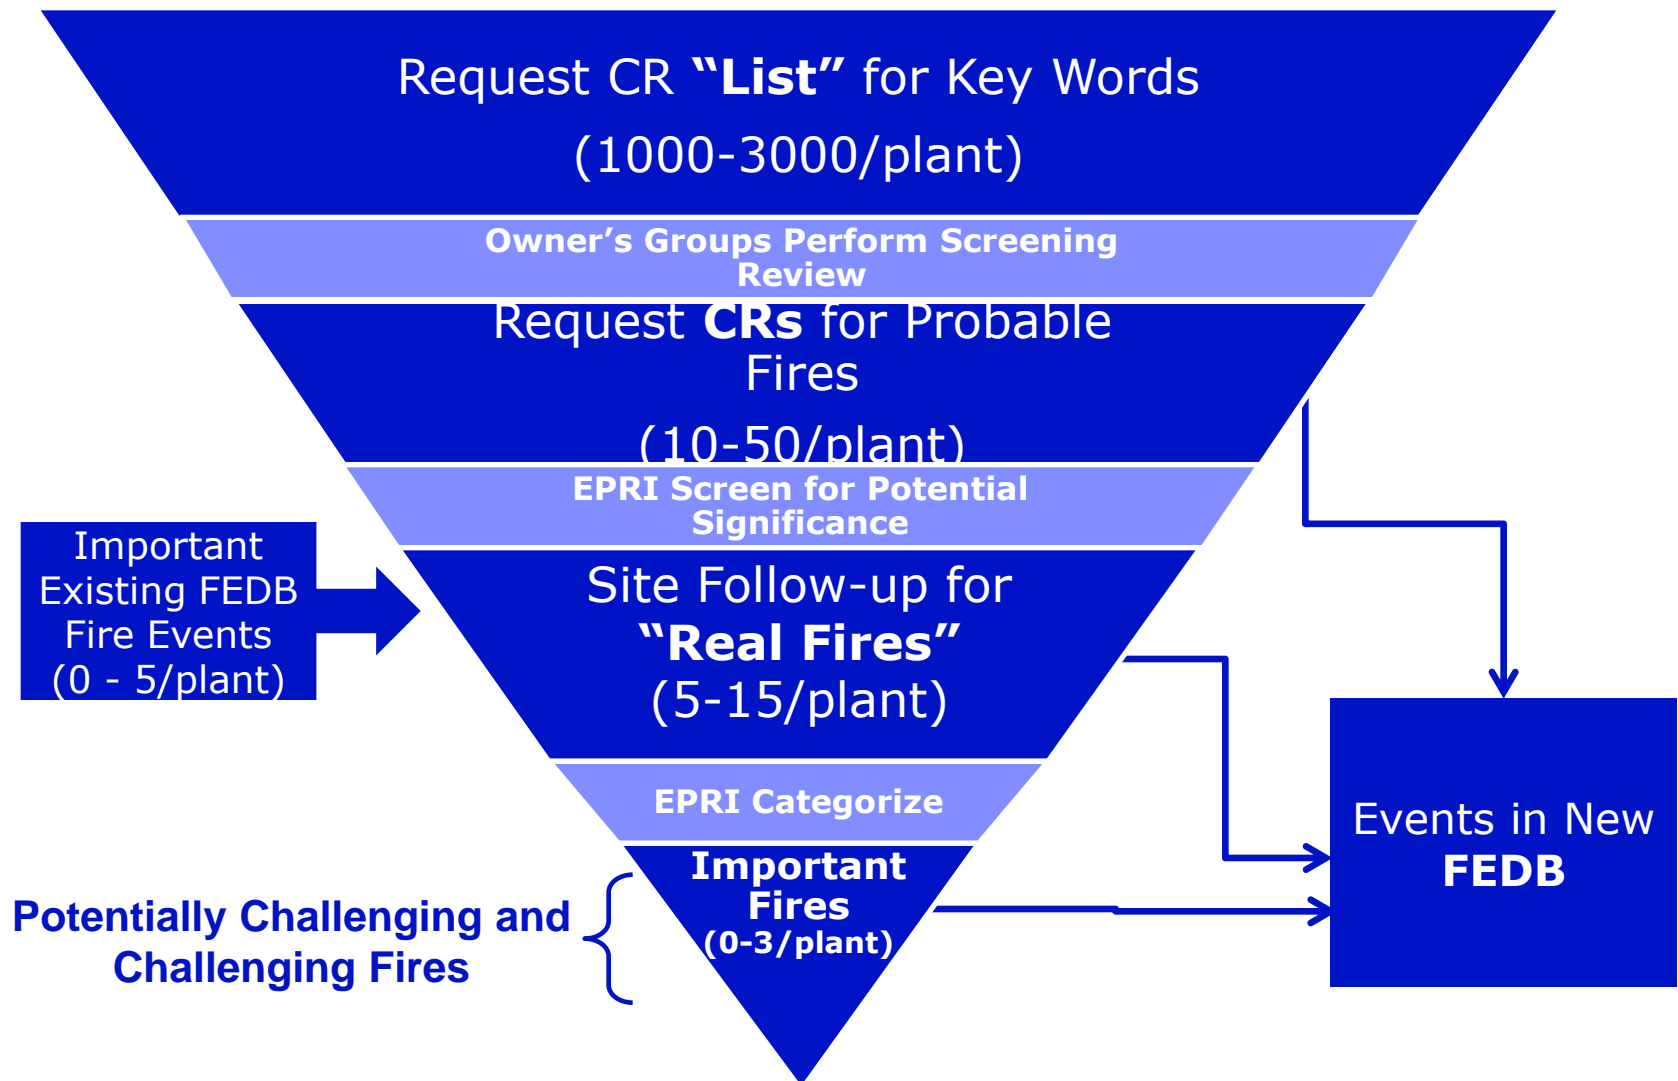 Request CR “List” for Key Words
(1000-3000/plant)
Owner’s Groups Perform Screening
Review
Request CRs for Probable
Fires
(10-50/plant)
EPRI Screen for Potential
Significance
Important
Existing FEDB
Fire Events
(0 - 5/plant)
Site Follow-up for
“Real Fires”
(5-15/plant)
EPRI Categorize
Important
Fires
(0-3/plant)
Potentially Challenging and
Challenging Fires
Events in New
FEDB